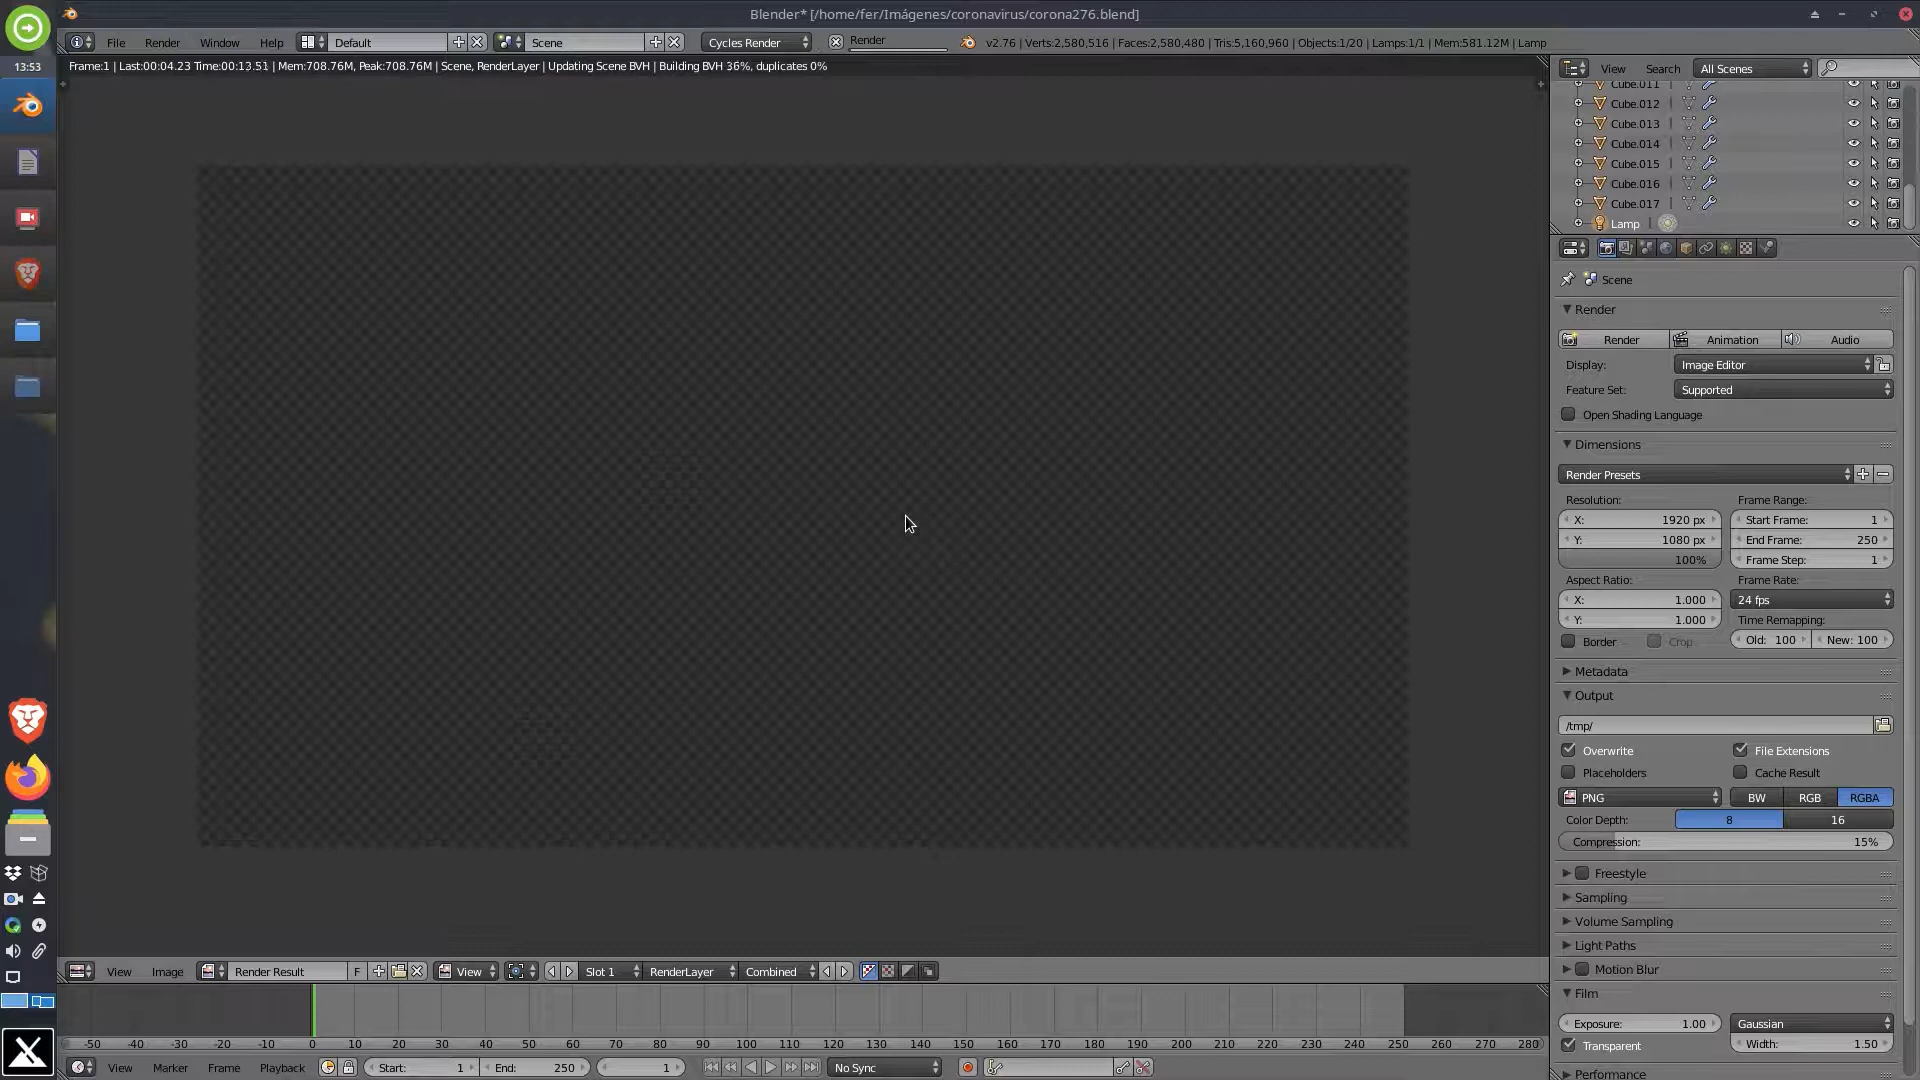 Blender* [/home/fer/Imágenes/coronavirus/corona276.blend]
File Render Window Help Default Scene Cycles Render Render v2.76 | Verts:2,580,516 | Faces:2,580,480 | Tris:5,160,960 | Objects:1/20 | Lamps:1/1 | Mem:581.12M | Lamp
13:53
Frame:1 | Last:00:04.23 Time:00:13.51 | Mem:708.76M, Peak:708.76M | Scene, RenderLayer | Updating Scene BVH | Building BVH 36%, duplicates 0%
View Search All Scenes
Cube.011
Cube.012
Cube.013
Cube.014
Cube.015
Cube.016
Cube.017
Lamp
Scene
Render
Render Animation Audio
Display: Image Editor
Feature Set: Supported
Open Shading Language
Dimensions
Render Presets
Resolution: Frame Range:
X: 1920 px Start Frame: 1
Y: 1080 px End Frame: 250
100% Frame Step: 1
Aspect Ratio: Frame Rate:
X: 1.000 24 fps
Y: 1.000 Time Remapping:
Border Crop Old: 100 New: 100
Metadata
Output
/tmp/
Overwrite File Extensions
Placeholders Cache Result
PNG BW RGB RGBA
Color Depth: 8 16
Compression: 15%
Freestyle
Sampling
Volume Sampling
Light Paths
Motion Blur
Film
Exposure: 1.00 Gaussian
Transparent Width: 1.50
Performance
View Image Render Result F View Slot 1 RenderLayer Combined
-50 -40 -30 -20 -10 0 10 20 30 40 50 60 70 80 90 100 110 120 130 140 150 160 170 180 190 200 210 220 230 240 250 260 270 280
View Marker Frame Playback Start: 1 End: 250 1 No Sync